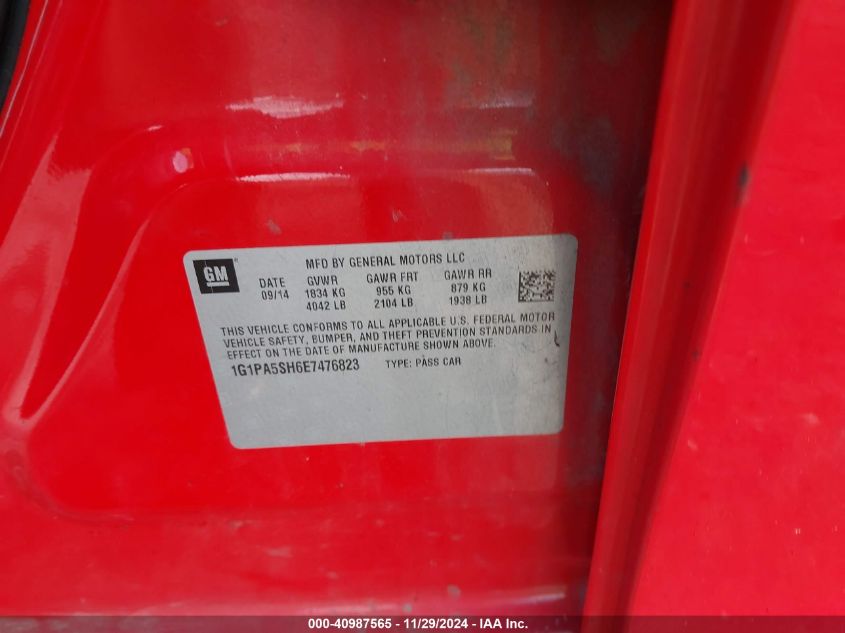 GM
MFD BY GENERAL MOTORS LLC
DATE GVWR GAWR FRT GAWR RR
09/14 1834 KG 955 KG 879 KG
4042 LB 2104 LB 1938 LB
THIS VEHICLE CONFORMS TO ALL APPLICABLE U.S. FEDERAL MOTOR
VEHICLE SAFETY, BUMPER, AND THEFT PREVENTION STANDARDS IN
EFFECT ON THE DATE OF MANUFACTURE SHOWN ABOVE.
1G1PA5SH6E7476823 TYPE: PASS CAR
000-40987565 - 11/29/2024 - IAA, Inc.